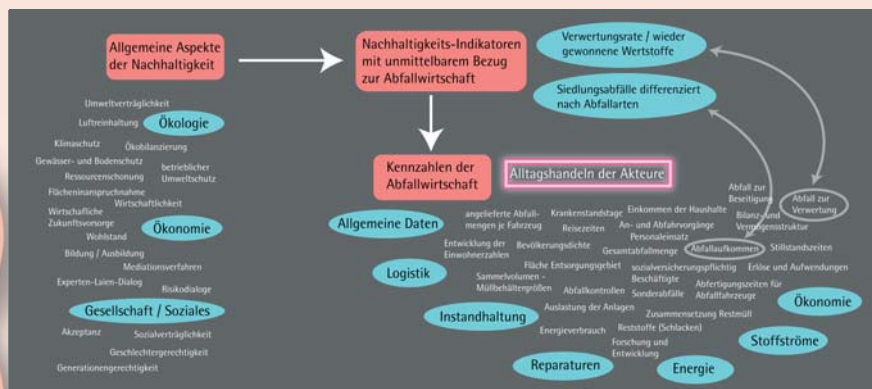 Allgemeine Aspekte
der Nachhaltigkeit
Nachhaltigkeits-Indikatoren
mit unmittelbarem Bezug
zur Abfallwirtschaft
Verwertungsrate / wieder
gewonnene Wertstoffe
Siedlungsabfälle differenziert
nach Abfallarten
Umweltverträglichkeit
Luftreinhaltung
Ökologie
Klimaschutz
Ökobilanzierung
Gewässer- und Bodenschutz
Ressourcenschonung
betrieblicher
Umweltschutz
Flächeninanspruchnahme
Wirtschaftlichkeit
Wirtschaftliche
Zukunftsvorsorge
Ökonomie
Wohlstand
Bildung / Ausbildung
Mediationsverfahren
Experten-Laien-Dialog
Risikodialoge
Gesellschaft / Soziales
Akzeptanz
Sozialverträglichkeit
Geschlechtergerechtigkeit
Generationengerechtigkeit
Kennzahlen der
Abfallwirtschaft
Alltagshandeln der Akteure
Allgemeine Daten
angelieferte Abfall-
mengen je Fahrzeug
Krankenstandstage
Einkommen der Haushalte
Abfall zur
Beseitigung
Abfall zur
Verwertung
Reisezeiten
An- und Abfahrvorgänge
Personaleinsatz
Bilanz- und
Vermögensstruktur
Entwicklung der
Einwohnerzahlen
Bevölkerungsdichte
Gesamtabfallmenge
Abfallaufkommen
Stillstandszeiten
Logistik
Fläche Entsorgungsgebiet
sozialversicherungspflichtig
Beschäftigte
Erlöse und Aufwendungen
Sammelvolumen -
Müllbehältergrößen
Abfallkontrollen
Sonderabfälle
Abfertigungszeiten für
Abfallfahrzeuge
Ökonomie
Instandhaltung
Auslastung der Anlagen
Zusammensetzung Restmüll
Energieverbrauch
Reststoffe (Schlacken)
Stoffströme
Forschung und
Entwicklung
Reparaturen
Energie